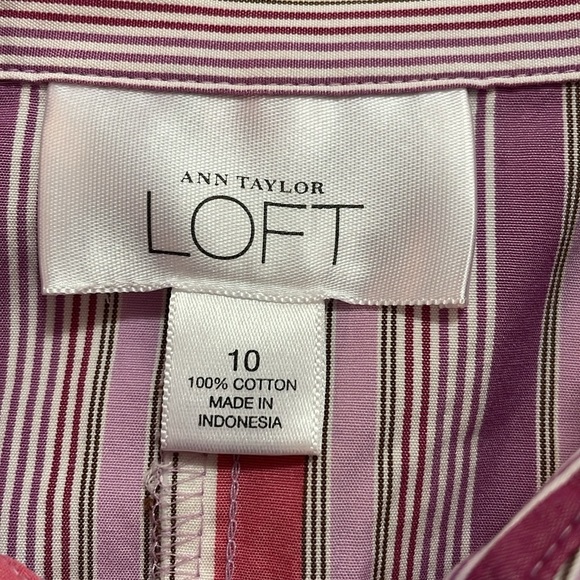 ANN TAYLOR
LOFT
10
100% COTTON
MADE IN
INDONESIA